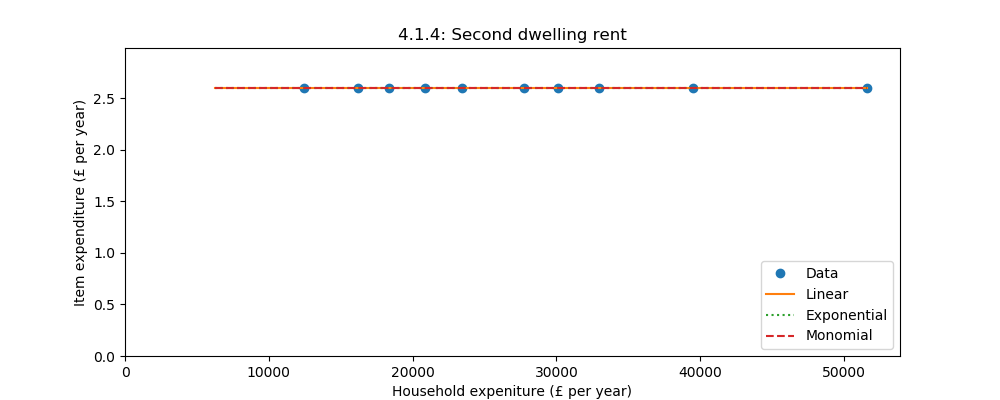 4.1.4: Second dwelling rent
Item expenditure (£ per year)
2.5
2.0
1.5
1.0
0.5
0.0
0
10000
20000
30000
40000
50000
Household expeniture (£ per year)
Data
Linear
Exponential
Monomial